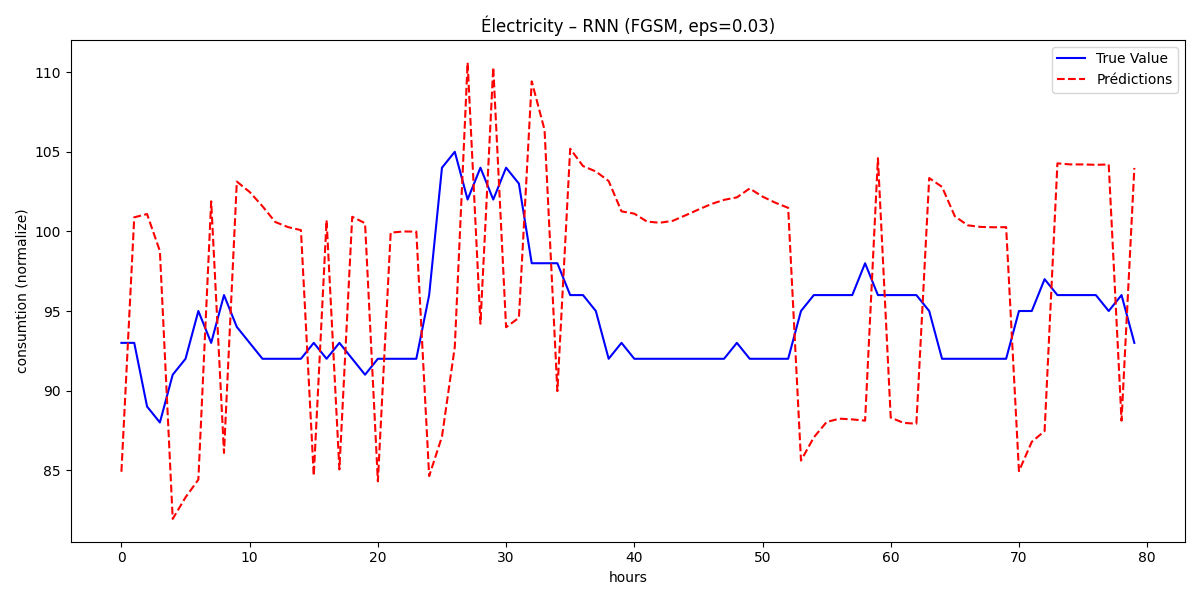 Électricity – RNN (FGSM, eps=0.03)
True Value
Prédictions
consumtion (normalize)
110
105
100
95
90
85
0 10 20 30 40 50 60 70 80
hours